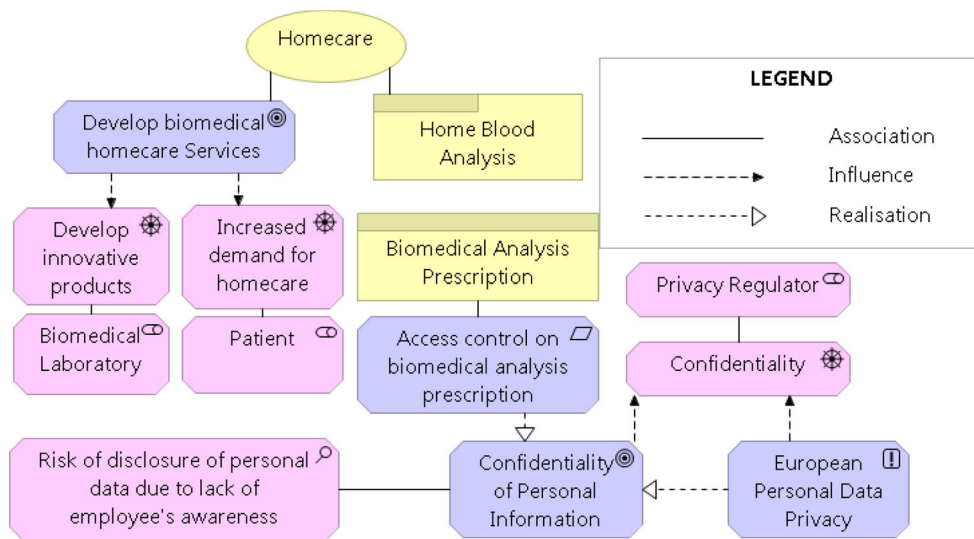 Homecare
Develop biomedical
homecare Services
Home Blood
Analysis
LEGEND
Association
Influence
Realisation
Develop
innovative
products
Increased
demand for
homecare
Biomedical Analysis
Prescription
Biomedical
Laboratory
Patient
Access control on
biomedical analysis
prescription
Privacy Regulator
Confidentiality
Risk of disclosure of personal
data due to lack of
employee's awareness
Confidentiality
of Personal
Information
European
Personal Data
Privacy